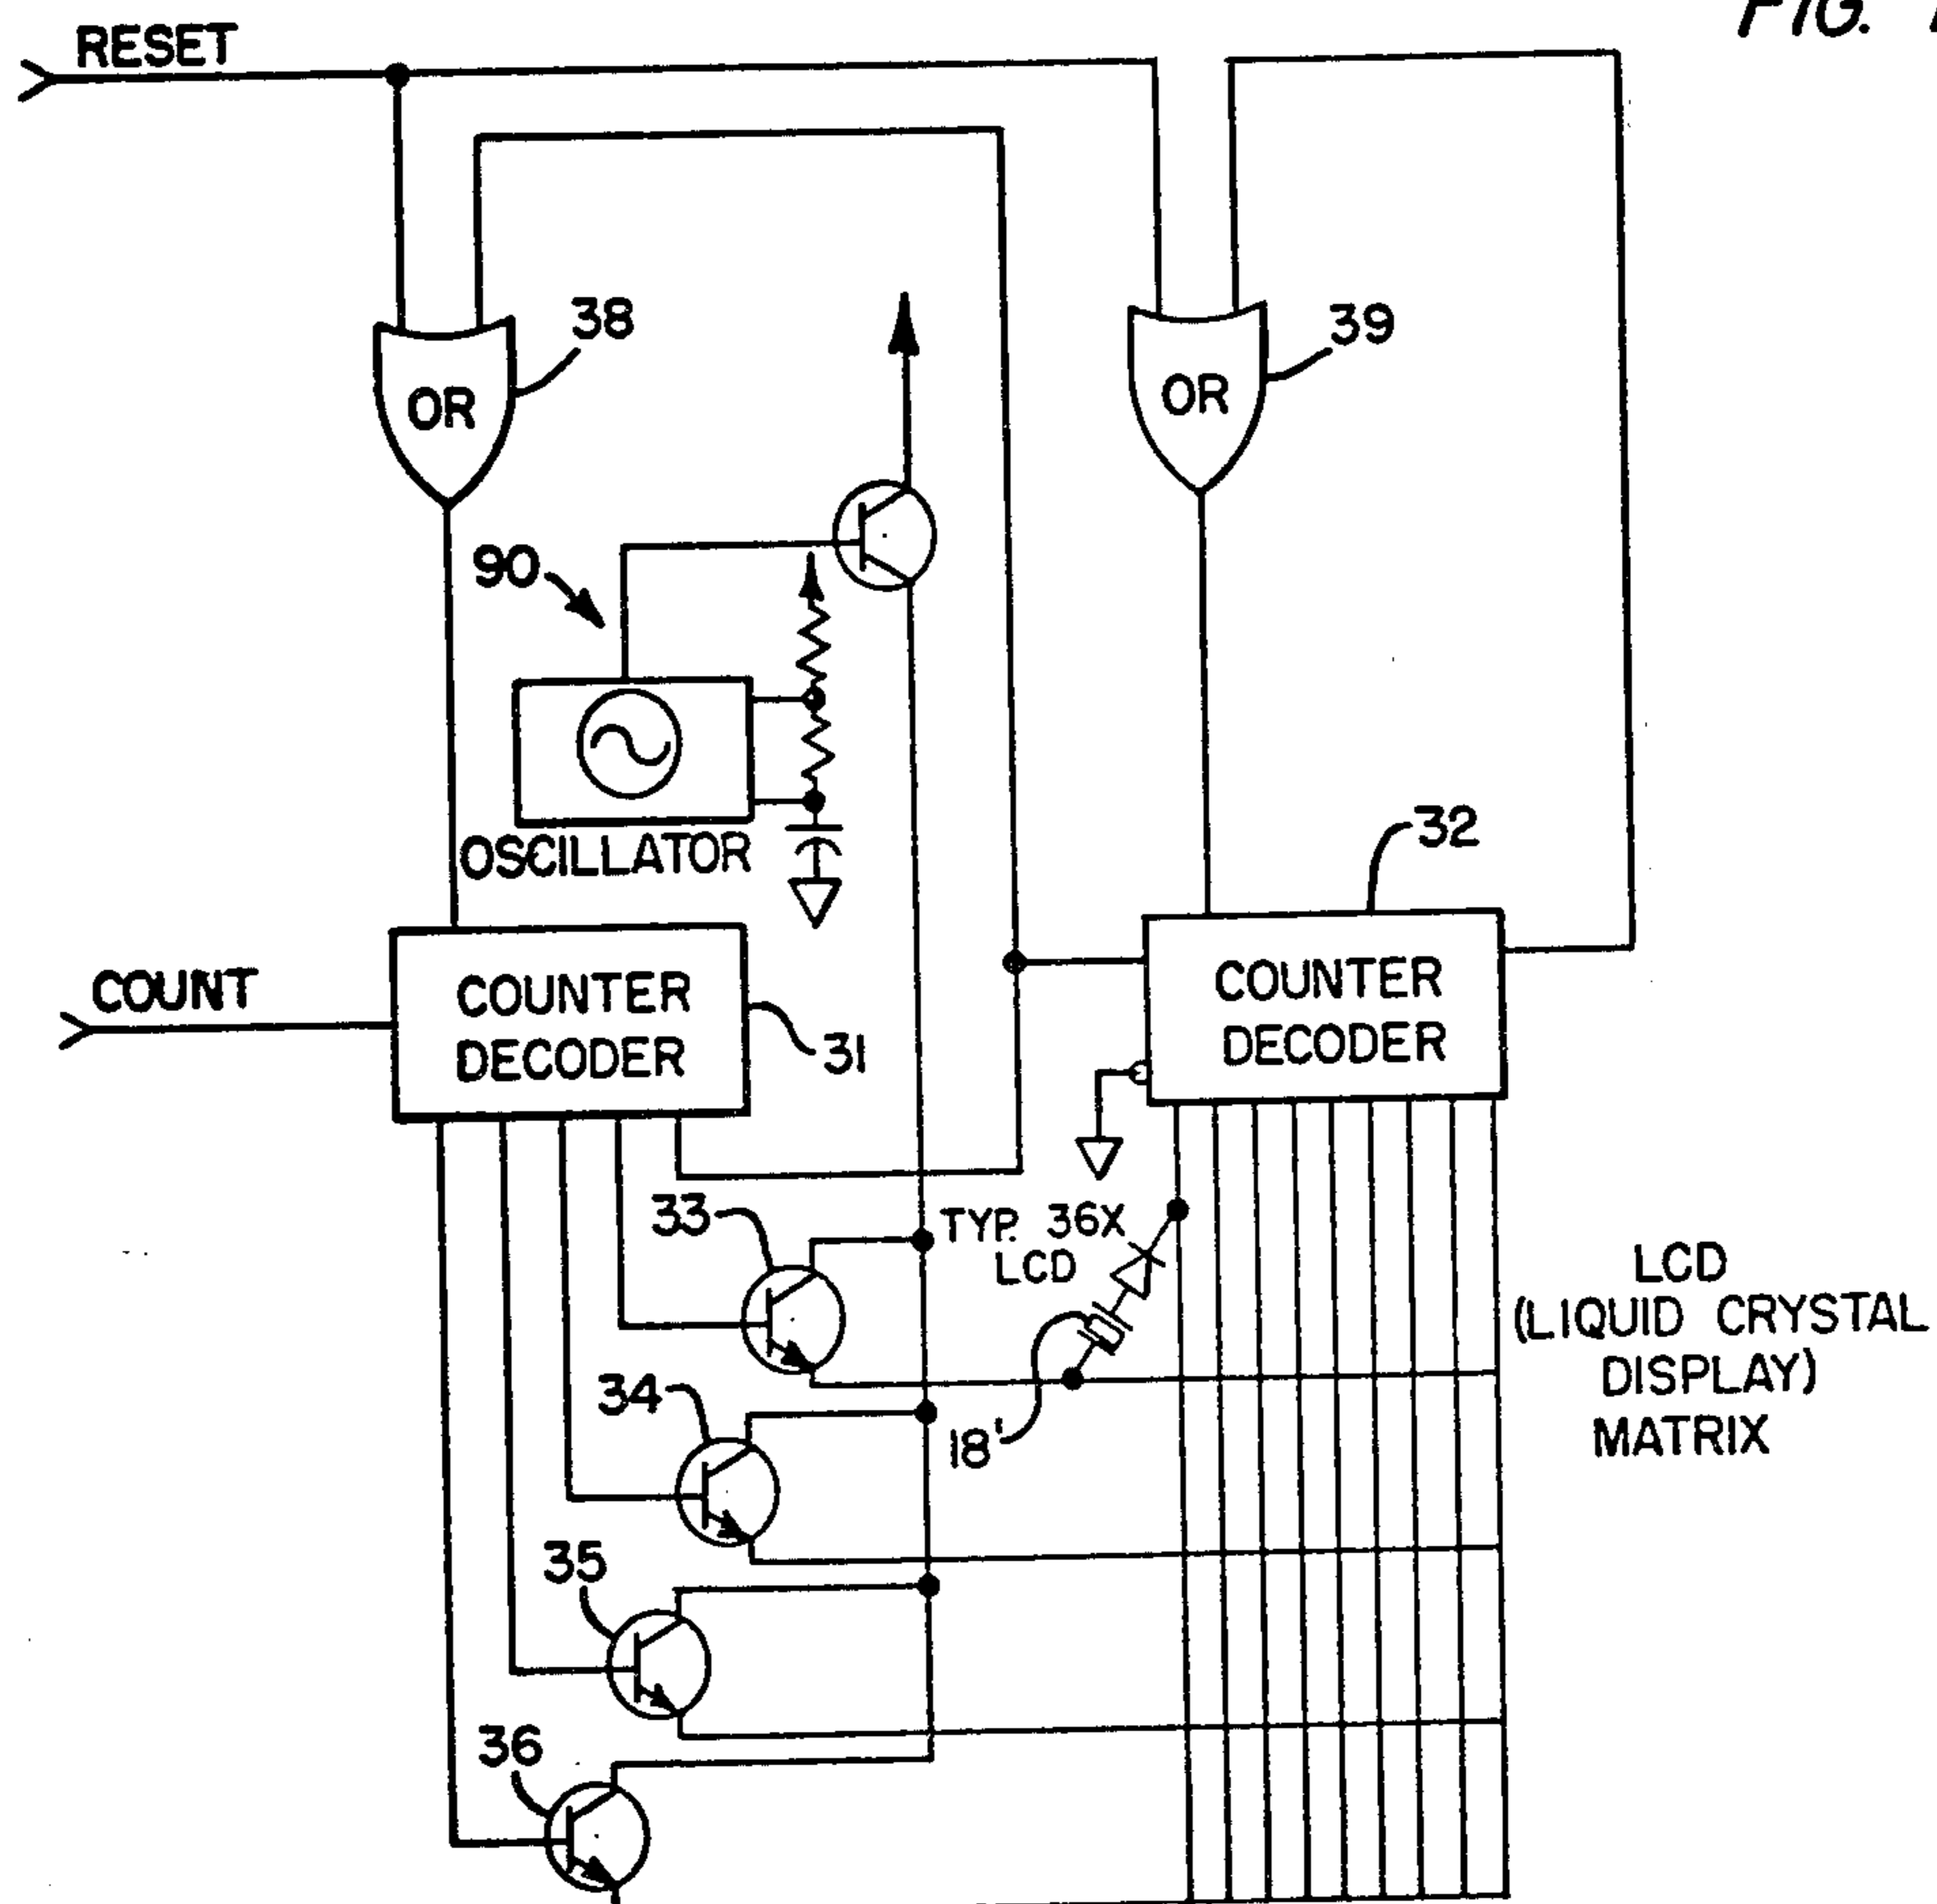 FIG.
RESET
38
39
OR
OR
90
OSCILLATOR
32
COUNT
COUNTER
DECODER
31
COUNTER
DECODER
33
TYP. 36X
LCD
34
18'
LCD
(LIQUID CRYSTAL
DISPLAY)
MATRIX
35
36